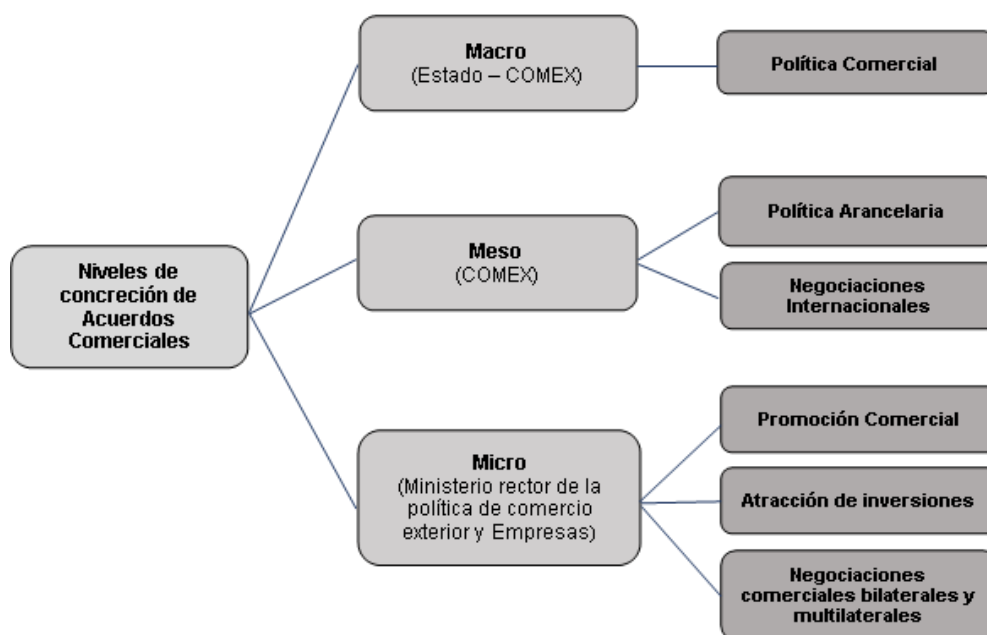 Niveles de
concreción de
Acuerdos
Comerciales
Macro
(Estado – COMEX)
Política Comercial
Meso
(COMEX)
Política Arancelaria
Negociaciones
Internacionales
Micro
(Ministerio rector de la
política de comercio
exterior y Empresas)
Promoción Comercial
Atracción de inversiones
Negociaciones
comerciales bilaterales y
multilaterales